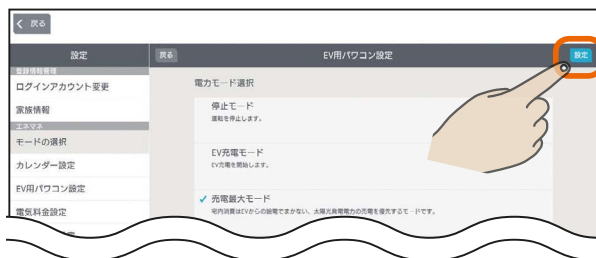 戻る
設定
戻る
EV用パワコン設定
設定
登録情報管理
ログインアカウント変更
家族情報
エネマネ
モードの選択
カレンダー設定
EV用パワコン設定
電気料金設定
電力モード選択
停止モード
運転を停止します。
EV充電モード
EV充電を開始します。
売電最大モード
宅内消費はEVからの給電でまかない、太陽光発電電力の売電を優先するモードです。